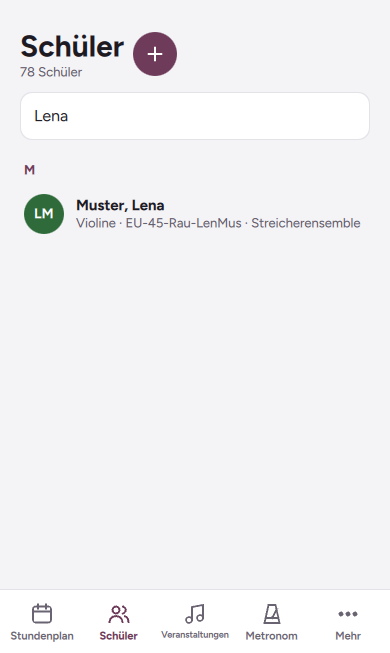 Schüler
78 Schüler
Lena
M
LM
Muster, Lena
Violine · EU-45-Rau-LenMus · Streicherensemble
Stundenplan
Schüler
Veranstaltungen
Metronom
Mehr